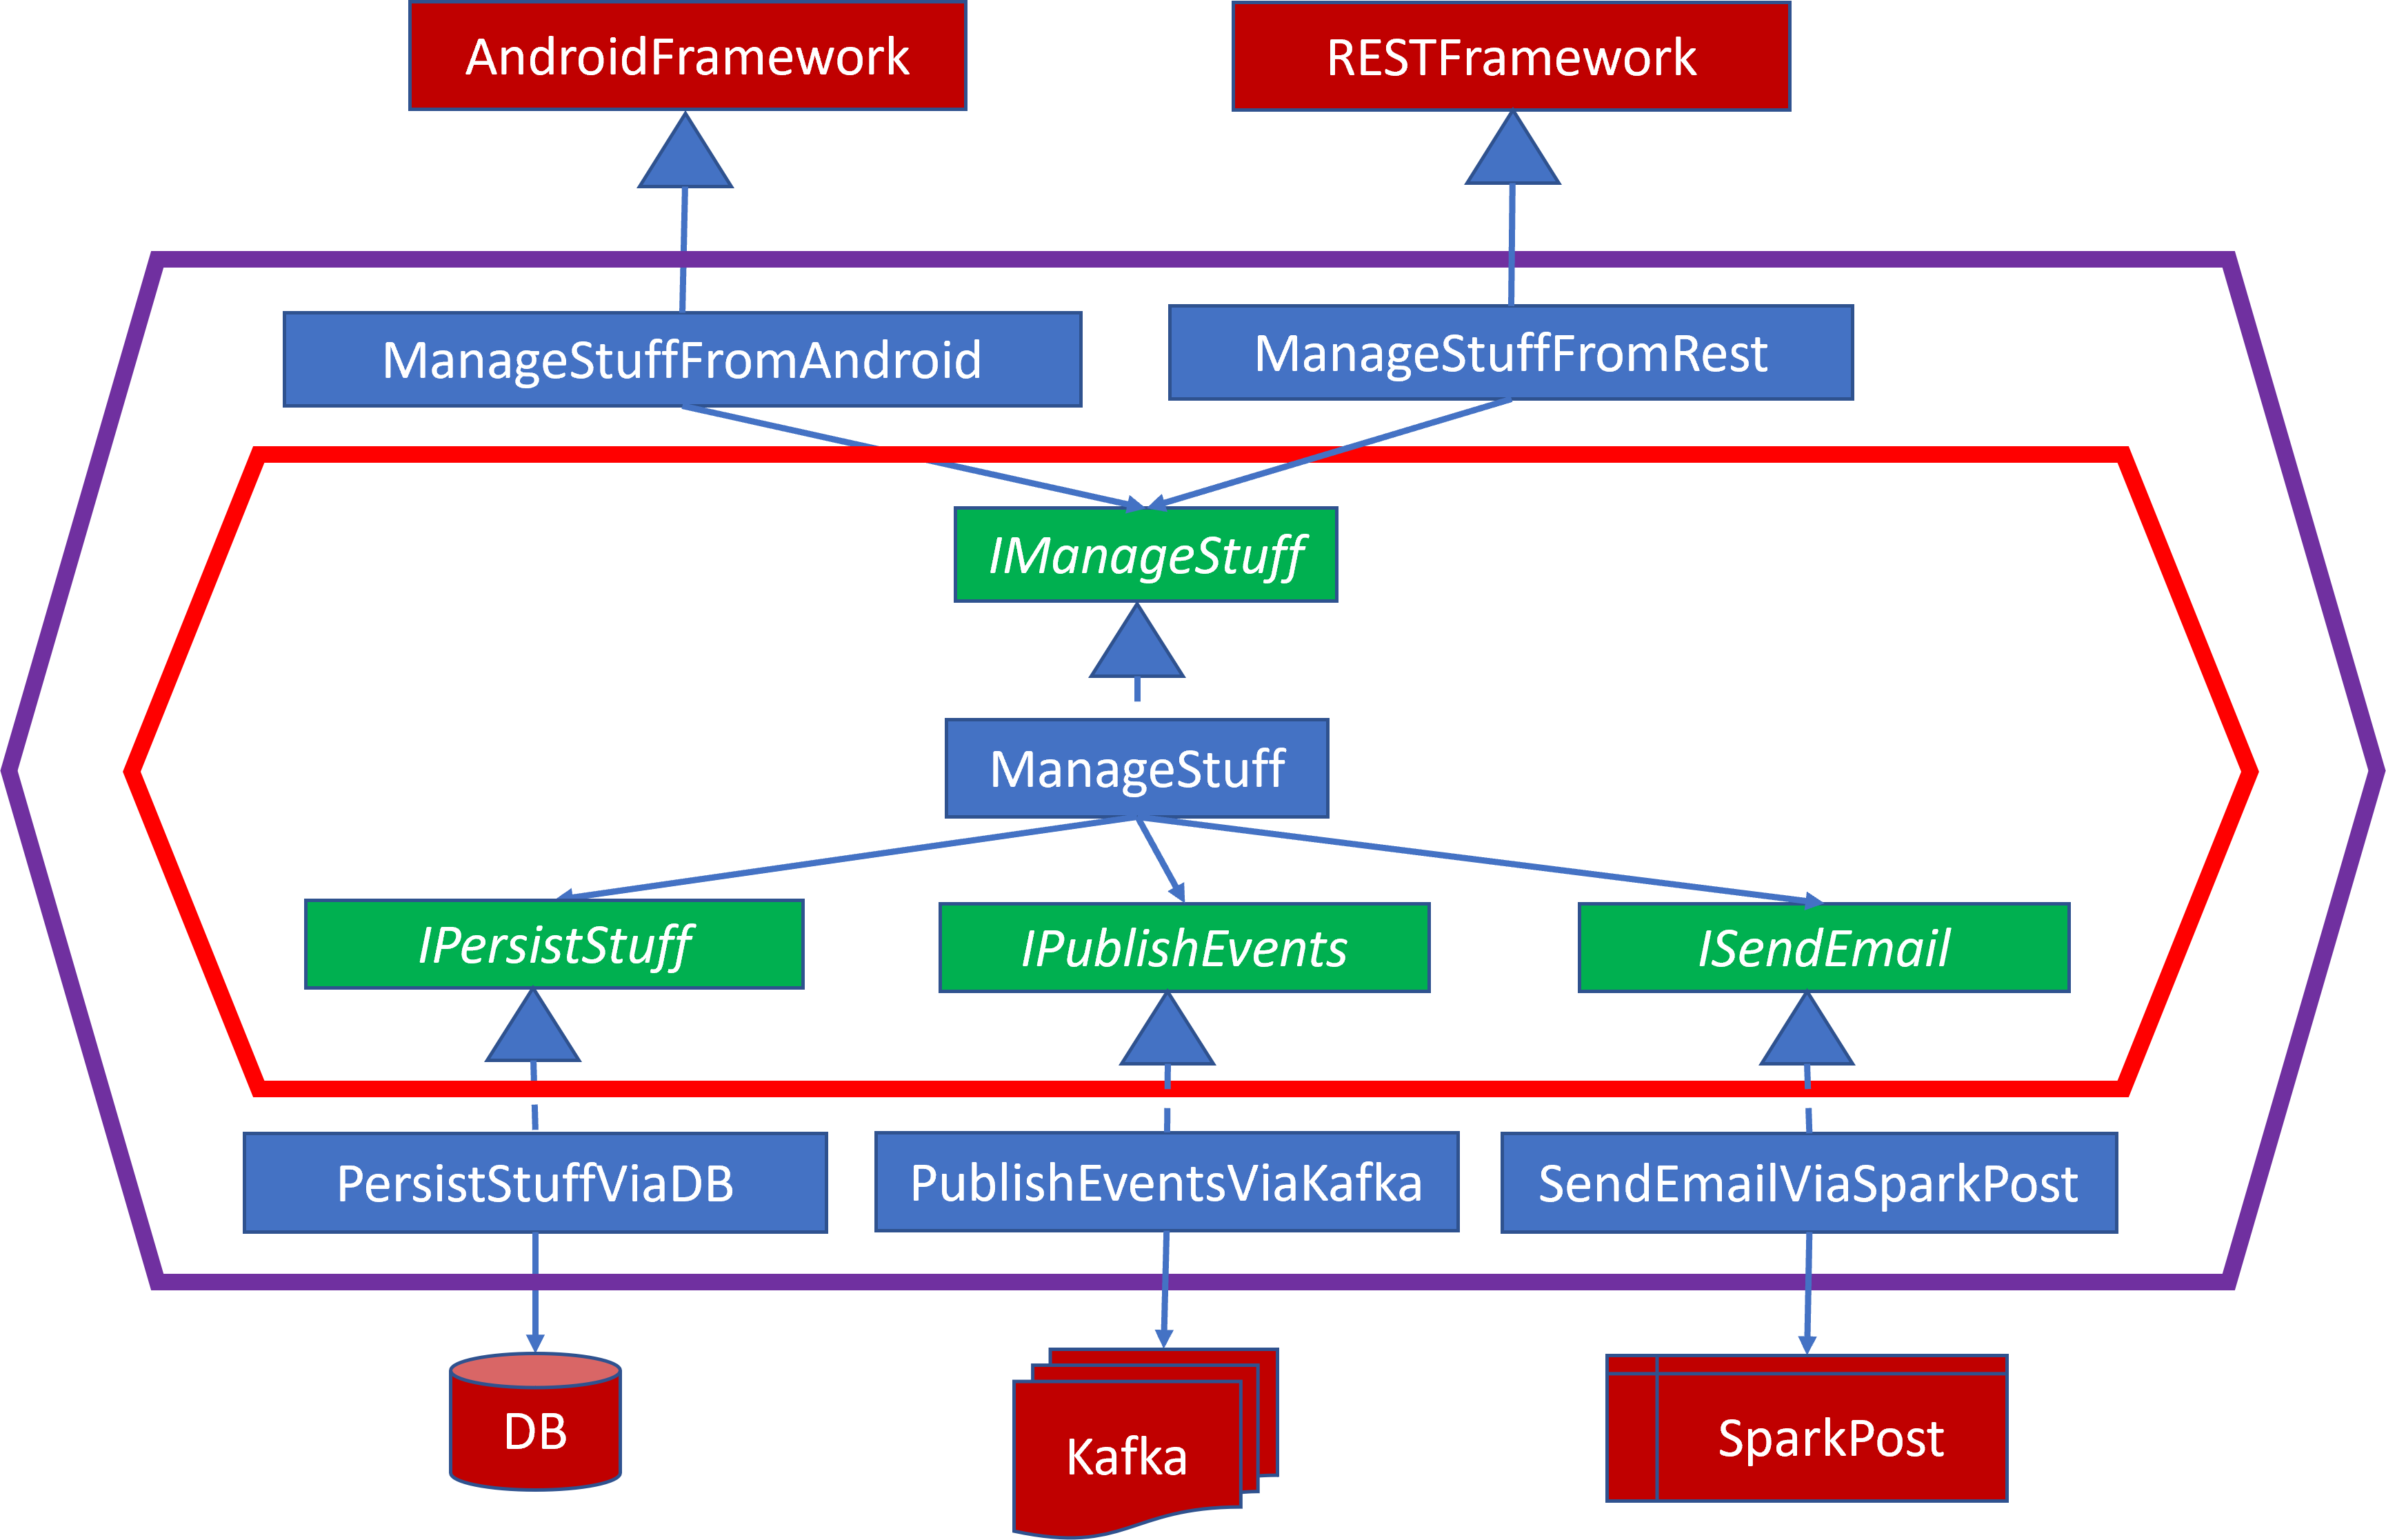 AndroidFramework
RESTFramework
ManageStuffFromAndroid
ManageStuffFromRest
IManageStuff
ManageStuff
IPersistStuff
IPublishEvents
ISendEmail
PersistStuffViaDB
PublishEventsViaKafka
SendEmailViaSparkPost
DB
Kafka
SparkPost